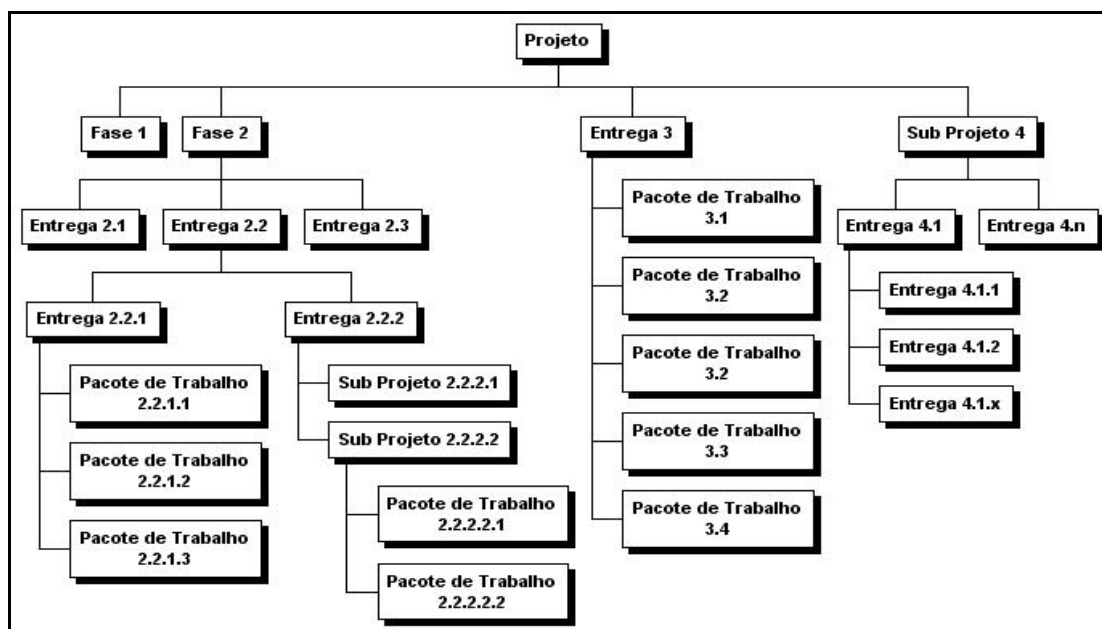 Projeto
Fase 1
Fase 2
Entrega 3
Sub Projeto 4
Entrega 2.1
Entrega 2.2
Entrega 2.3
Entrega 2.2.1
Pacote de Trabalho
2.2.1.1
Pacote de Trabalho
2.2.1.2
Pacote de Trabalho
2.2.1.3
Entrega 2.2.2
Sub Projeto 2.2.2.1
Sub Projeto 2.2.2.2
Pacote de Trabalho
2.2.2.2.1
Pacote de Trabalho
2.2.2.2.2
Pacote de Trabalho
3.1
Pacote de Trabalho
3.2
Pacote de Trabalho
3.2
Pacote de Trabalho
3.3
Pacote de Trabalho
3.4
Entrega 4.1
Entrega 4.n
Entrega 4.1.1
Entrega 4.1.2
Entrega 4.1.x